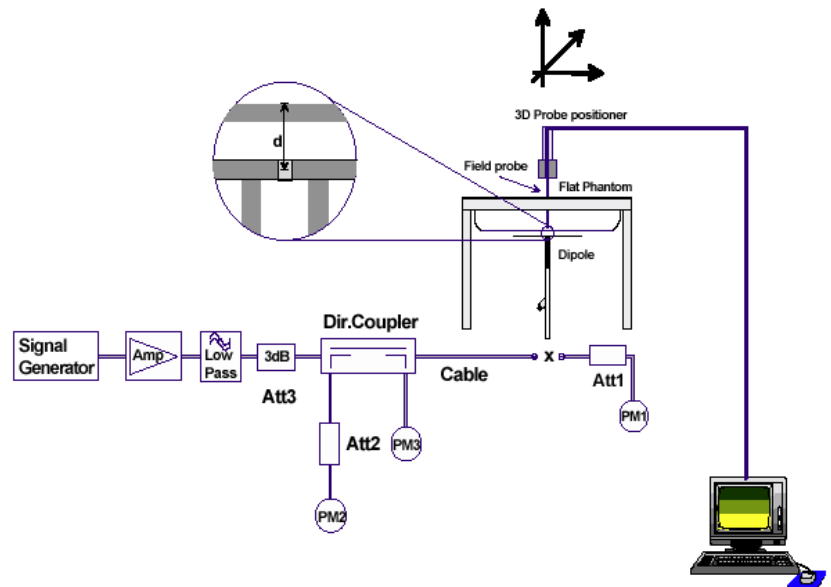 3D Probe positioner
d
Field probe
Flat Phantom
Dipole
Dir.Coupler
Signal
Generator
Amp
Low
Pass
3dB
Att3
Cable
x
Att1
PM1
Att2
PM3
PM2